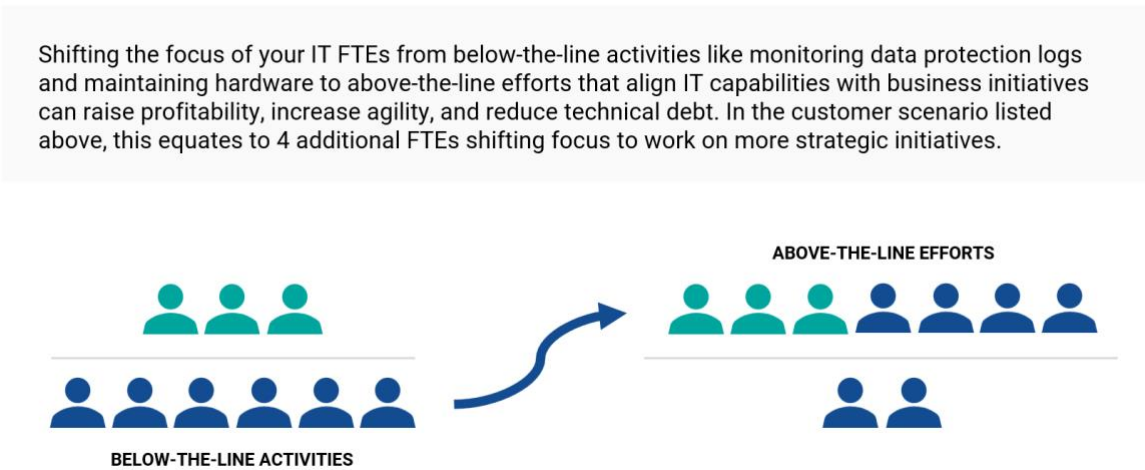 Shifting the focus of your IT FTEs from below-the-line activities like monitoring data protection logs
and maintaining hardware to above-the-line efforts that align IT capabilities with business initiatives
can raise profitability, increase agility, and reduce technical debt. In the customer scenario listed
above, this equates to 4 additional FTEs shifting focus to work on more strategic initiatives.
ABOVE-THE-LINE EFFORTS
BELOW-THE-LINE ACTIVITIES